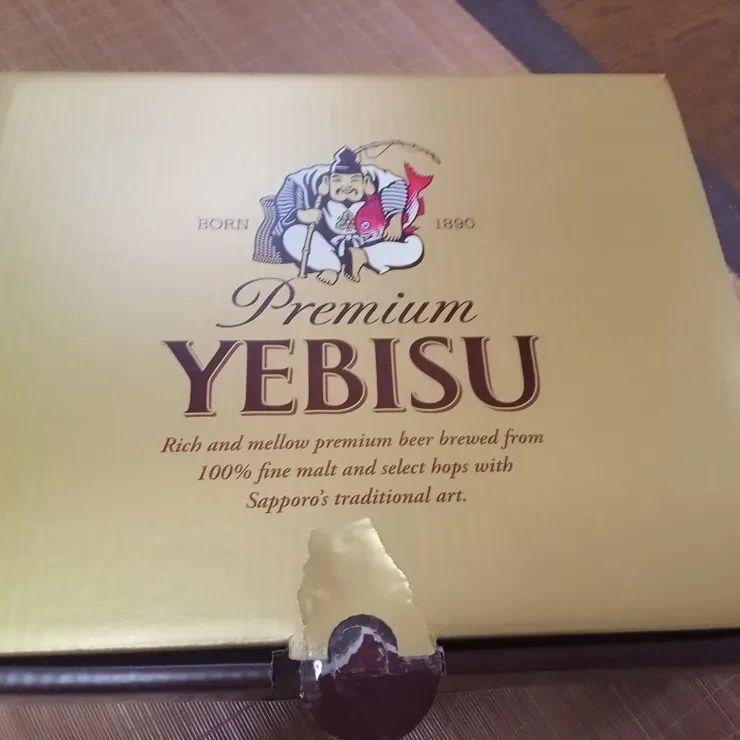 BORN 1890
Premium
YEBISU
Rich and mellow premium beer brewed from
100% fine malt and select hops with
Sapporo's traditional art.